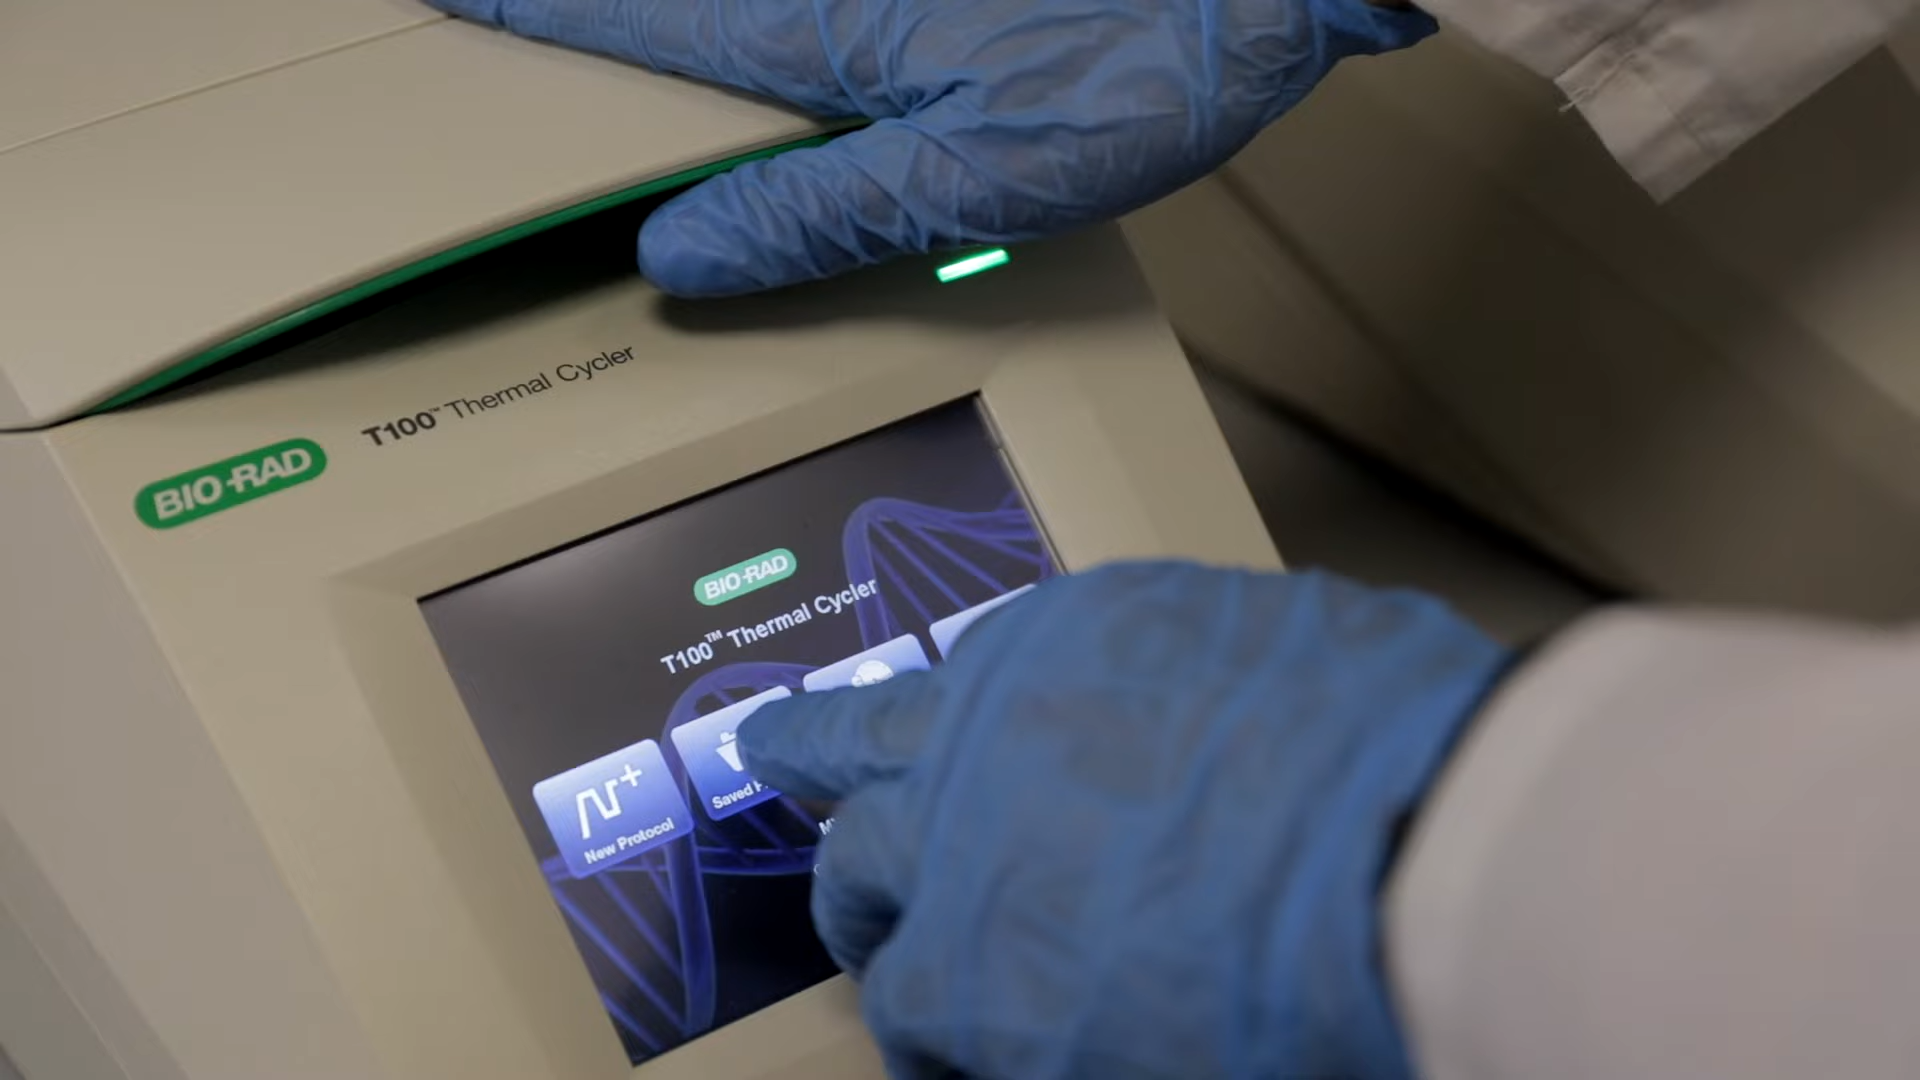 T100™ Thermal Cycler
BIO-RAD
BIO-RAD
T100™ Thermal Cycler
New Protocol
Saved